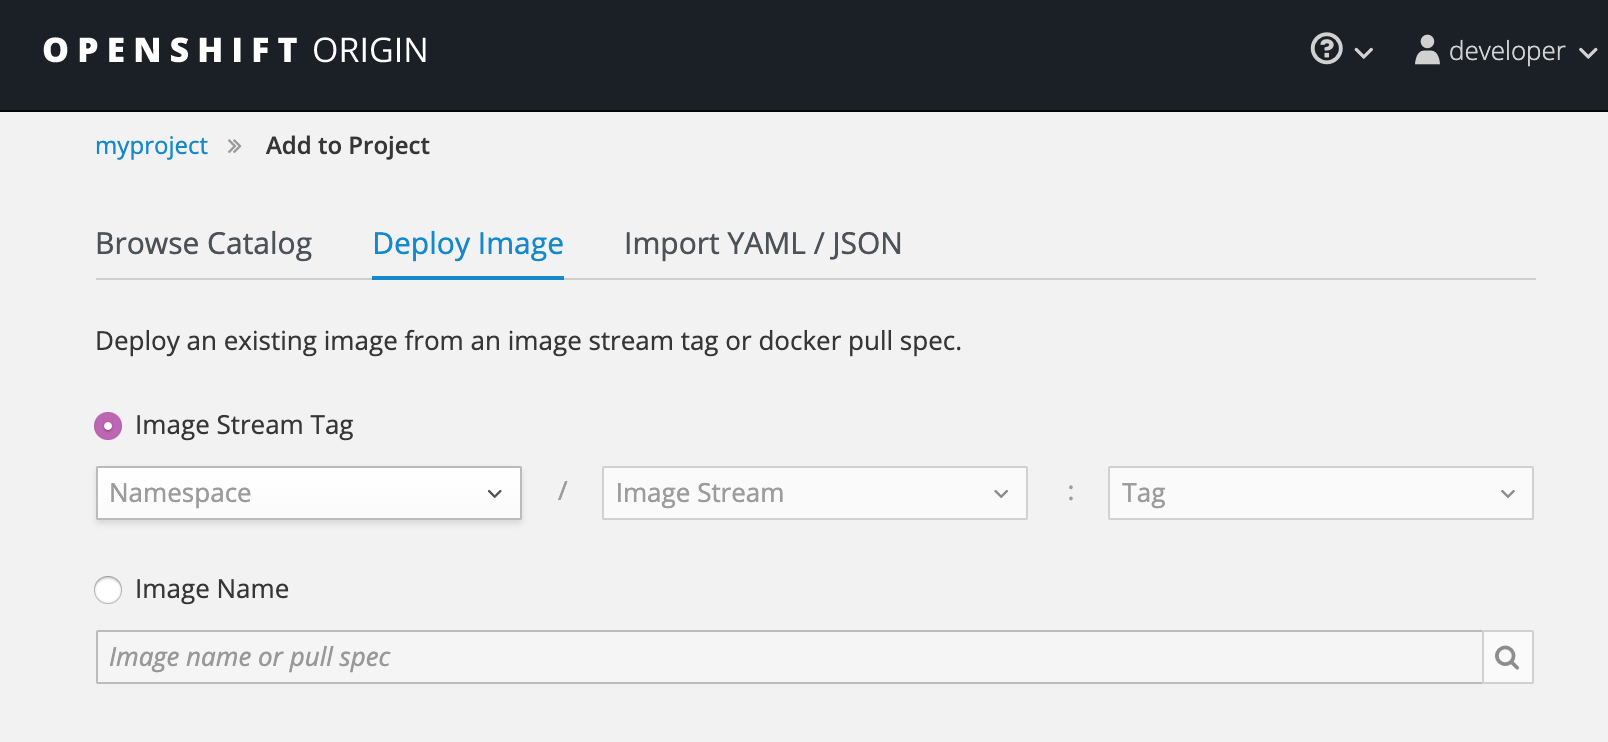 OPENSHIFT ORIGIN
developer
myproject » Add to Project
Browse Catalog Deploy Image Import YAML / JSON
Deploy an existing image from an image stream tag or docker pull spec.
Image Stream Tag
Namespace / Image Stream : Tag
Image Name
Image name or pull spec